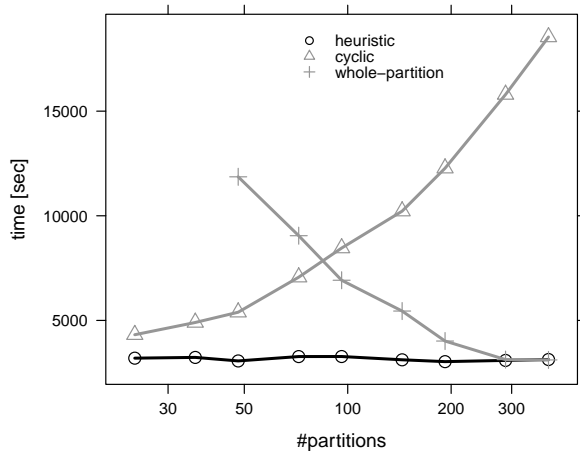 heuristic
cyclic
whole−partition
time [sec]
15000
10000
5000
30 50 100 200 300
#partitions